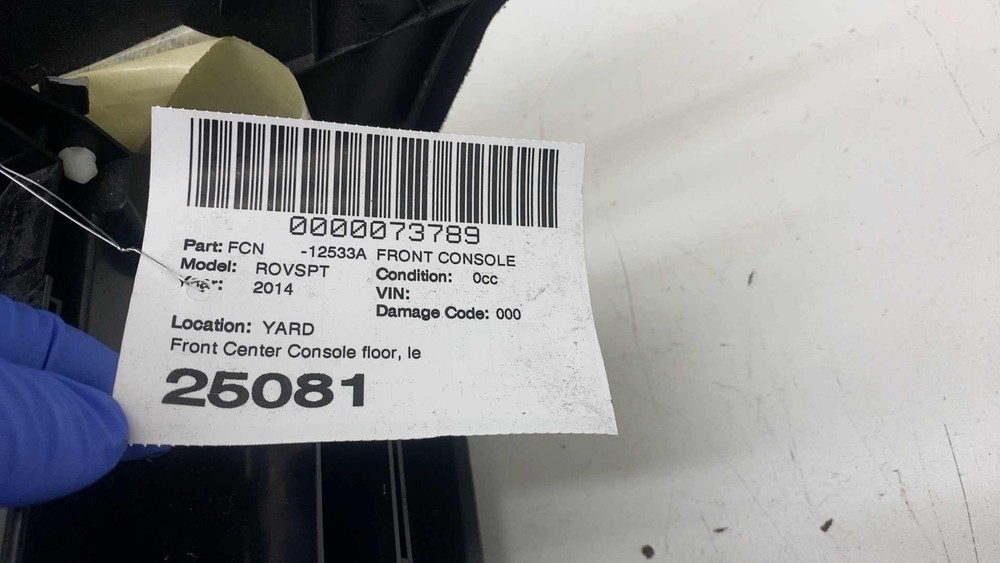 0000073789
Part: FCN -12533A FRONT CONSOLE
Model: ROVSPT Condition: 0cc
Year: 2014 VIN:
Damage Code: 000
Location: YARD
Front Center Console floor, le
25081